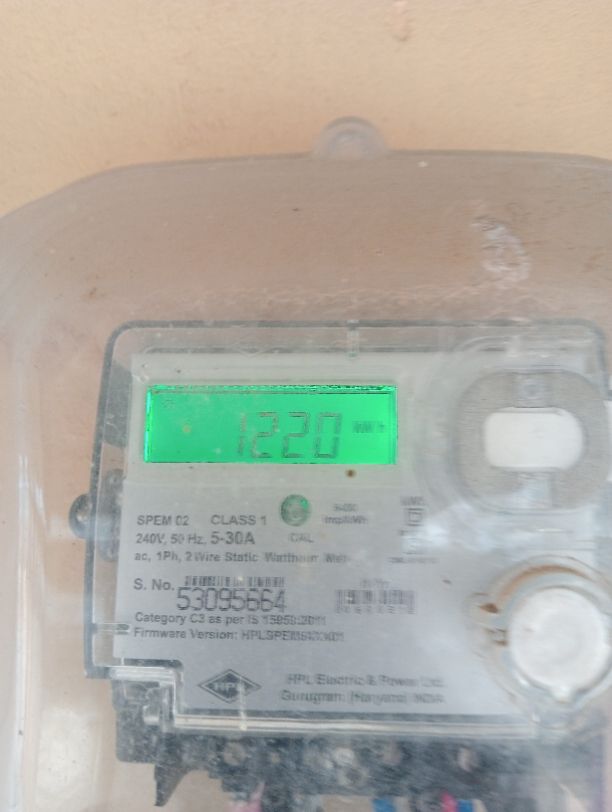 1220 kWh
SPEM 02 CLASS 1
240V, 50 Hz, 5-30A
CAL
ac, 1Ph, 2 Wire Static Watthour
S. No.
53095664
Category C3 as per IS 15959:2011
Firmware Version:
HPL
HPL Electric & Power Ltd.
Gurugram (Haryana) INDIA